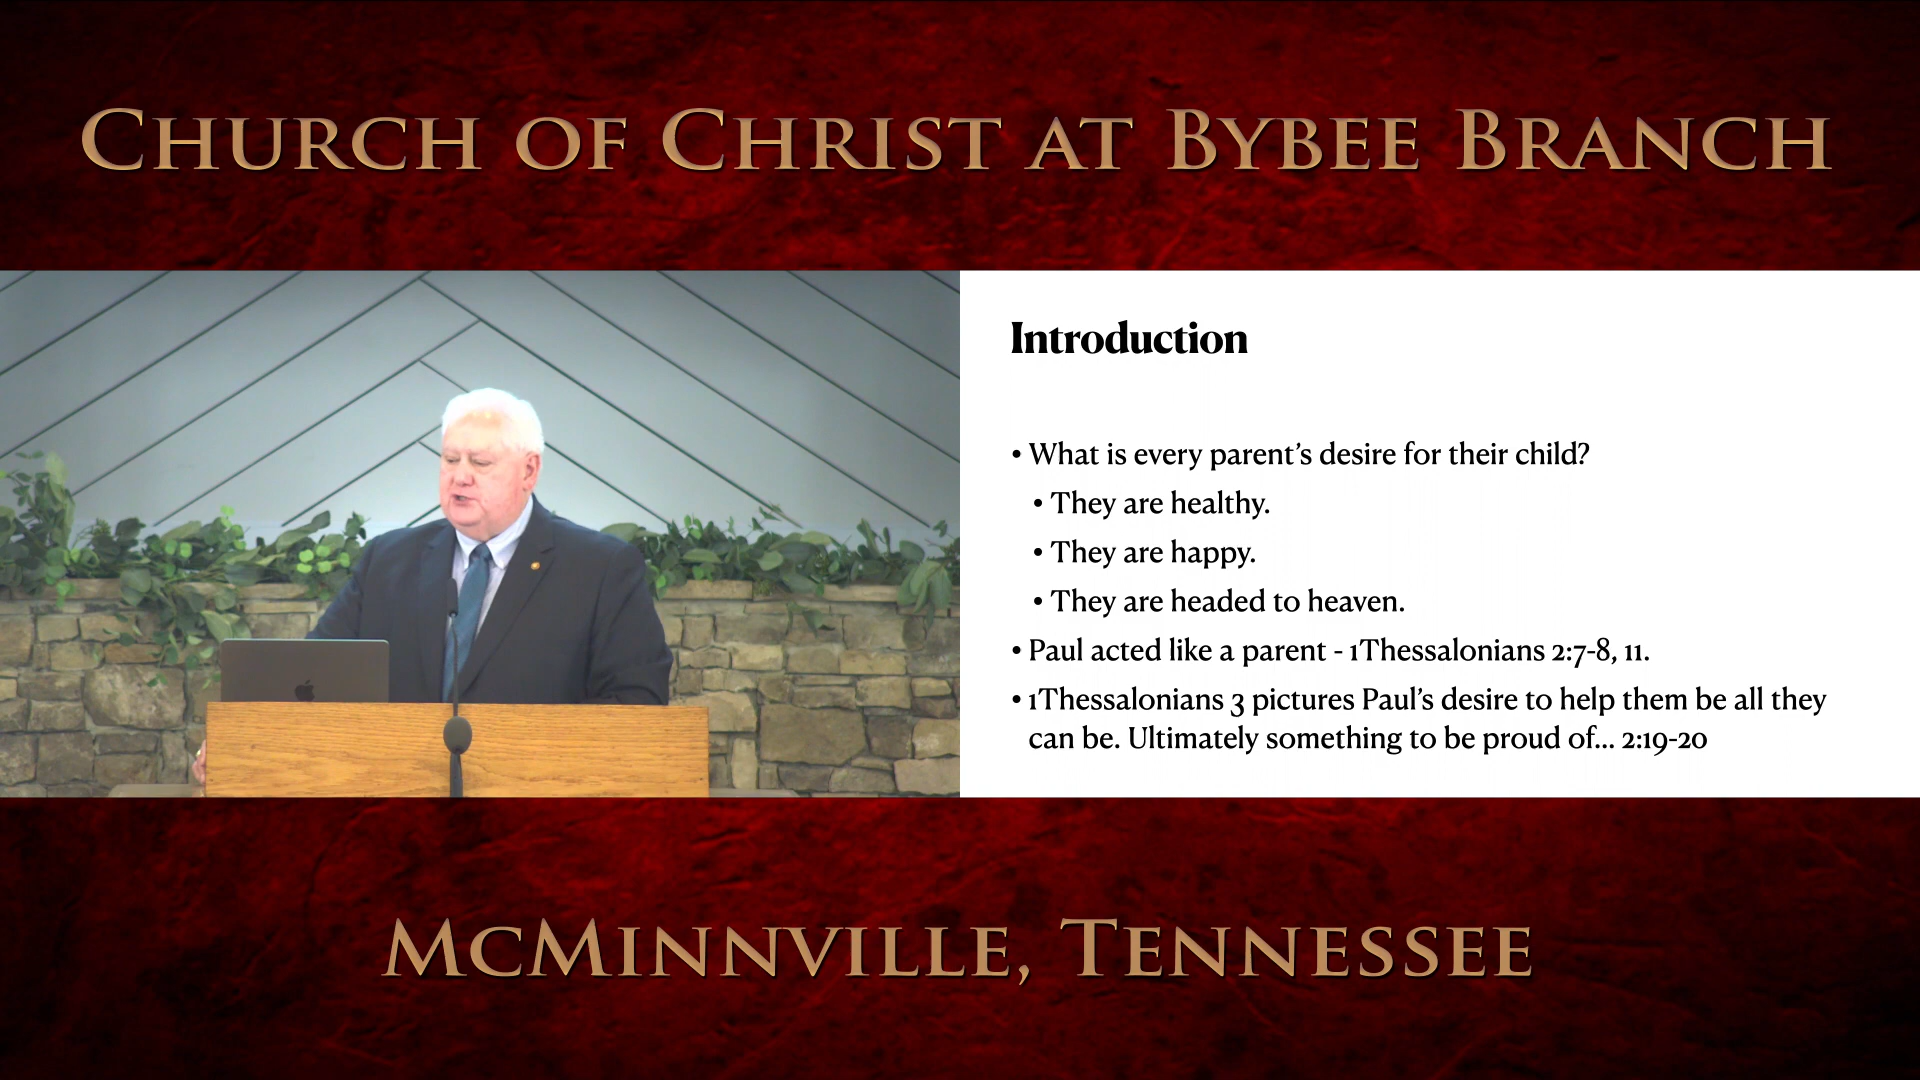 Church of Christ at Bybee Branch
Introduction
• What is every parent’s desire for their child?
• They are healthy.
• They are happy.
• They are headed to heaven.
• Paul acted like a parent - 1Thessalonians 2:7-8, 11.
• 1Thessalonians 3 pictures Paul’s desire to help them be all they
can be. Ultimately something to be proud of... 2:19-20
McMinnville, Tennessee